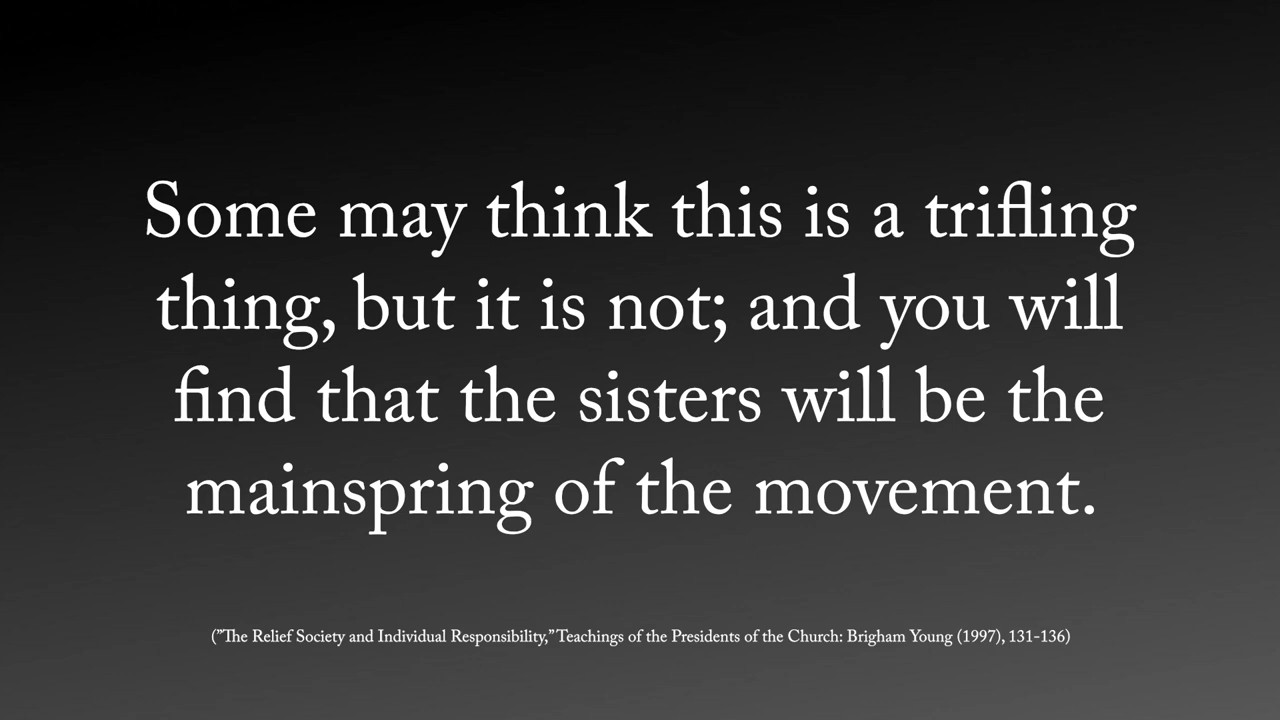 Some may think this is a trifling
thing, but it is not; and you will
find that the sisters will be the
mainspring of the movement.
("The Relief Society and Individual Responsibility," Teachings of the Presidents of the Church: Brigham Young (1997), 131-136)